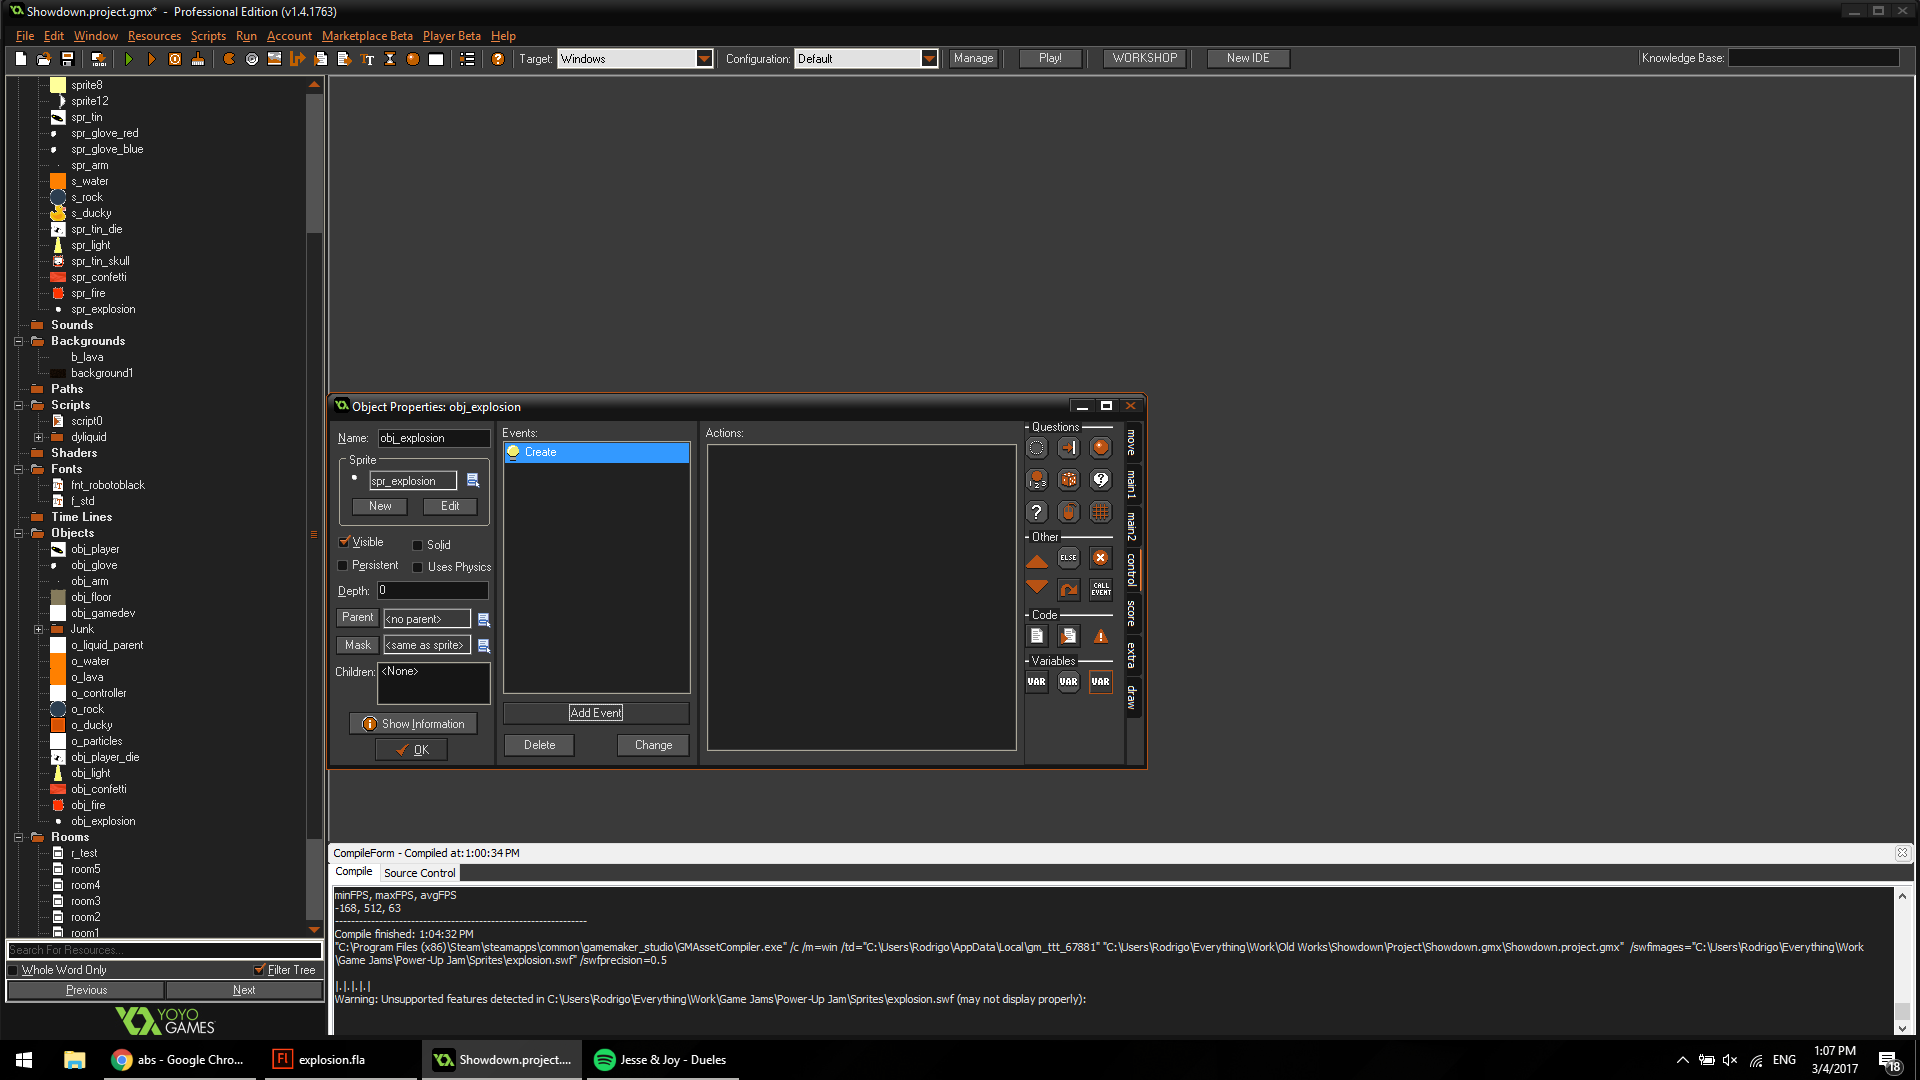 Showdown.project.gmx* - Professional Edition (v1.4.1763)
File Edit Window Resources Scripts Run Account Marketplace Beta Player Beta Help
Target: Windows Configuration: Default Manage Play! WORKSHOP New IDE Knowledge Base:
sprite8
sprite12
spr_tin
spr_glove_red
spr_glove_blue
spr_arm
s_water
s_rock
s_ducky
spr_tin_die
spr_light
spr_tin_skull
spr_confetti
spr_fire
spr_explosion
Sounds
Backgrounds
b_lava
background1
Paths
Scripts
script0
dyliquid
Shaders
Fonts
fnt_robotoblack
f_std
Time Lines
Objects
obj_player
obj_glove
obj_arm
obj_floor
obj_gamedev
Junk
o_liquid_parent
o_water
o_lava
o_controller
o_rock
o_ducky
o_particles
obj_player_die
obj_light
obj_confetti
obj_fire
obj_explosion
Rooms
r_test
room5
room4
room3
room2
room1
Search For Resources...
Whole Word Only Filter Tree
Previous Next
YOYO
GAMES
Object Properties: obj_explosion
Name: obj_explosion
Sprite
spr_explosion
New Edit
Visible Solid
Persistent Uses Physics
Depth: 0
Parent <no parent>
Mask <same as sprite>
Children: <None>
Show Information
OK
Events:
Create
Add Event
Delete Change
Actions:
Questions
1 2 3
?
?
Other
ELSE
CALL
EVENT
Code
Variables
VAR VAR VAR
move
main1
main2
control
score
extra
draw
CompileForm - Compiled at:1:00:34 PM
Compile Source Control
minFPS, maxFPS, avgFPS
-168, 512, 63
Compile finished: 1:04:32 PM
"C:\Program Files (x86)\Steam\steamapps\common\gamemaker_studio\GMAssetCompiler.exe" /c /m=win /td="C:\Users\Rodrigo\AppData\Local\gm_ttt_67881" "C:\Users\Rodrigo\Everything\Work\Old Works\Showdown\Project\Showdown.gmx\Showdown.project.gmx" /swfimages="C:\Users\Rodrigo\Everything\Work
\Game Jams\Power-Up Jam\Sprites\explosion.swf" /swfprecision=0.5
|.|.|.|.|
Warning: Unsupported features detected in C:\Users\Rodrigo\Everything\Work\Game Jams\Power-Up Jam\Sprites\explosion.swf (may not display properly):
abs - Google Chro...
Fl explosion.fla
Showdown.project....
Jesse & Joy - Dueles
ENG
1:07 PM
3/4/2017
18